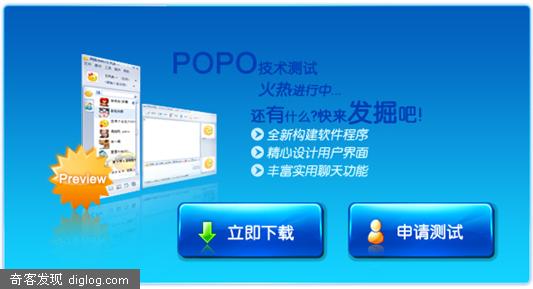 POPO技术测试
火热进行中...
还有什么?快来发掘吧!
全新构建软件程序
精心设计用户界面
丰富实用聊天功能
Preview
立即下载
申请测试
奇客发现 diglog.com